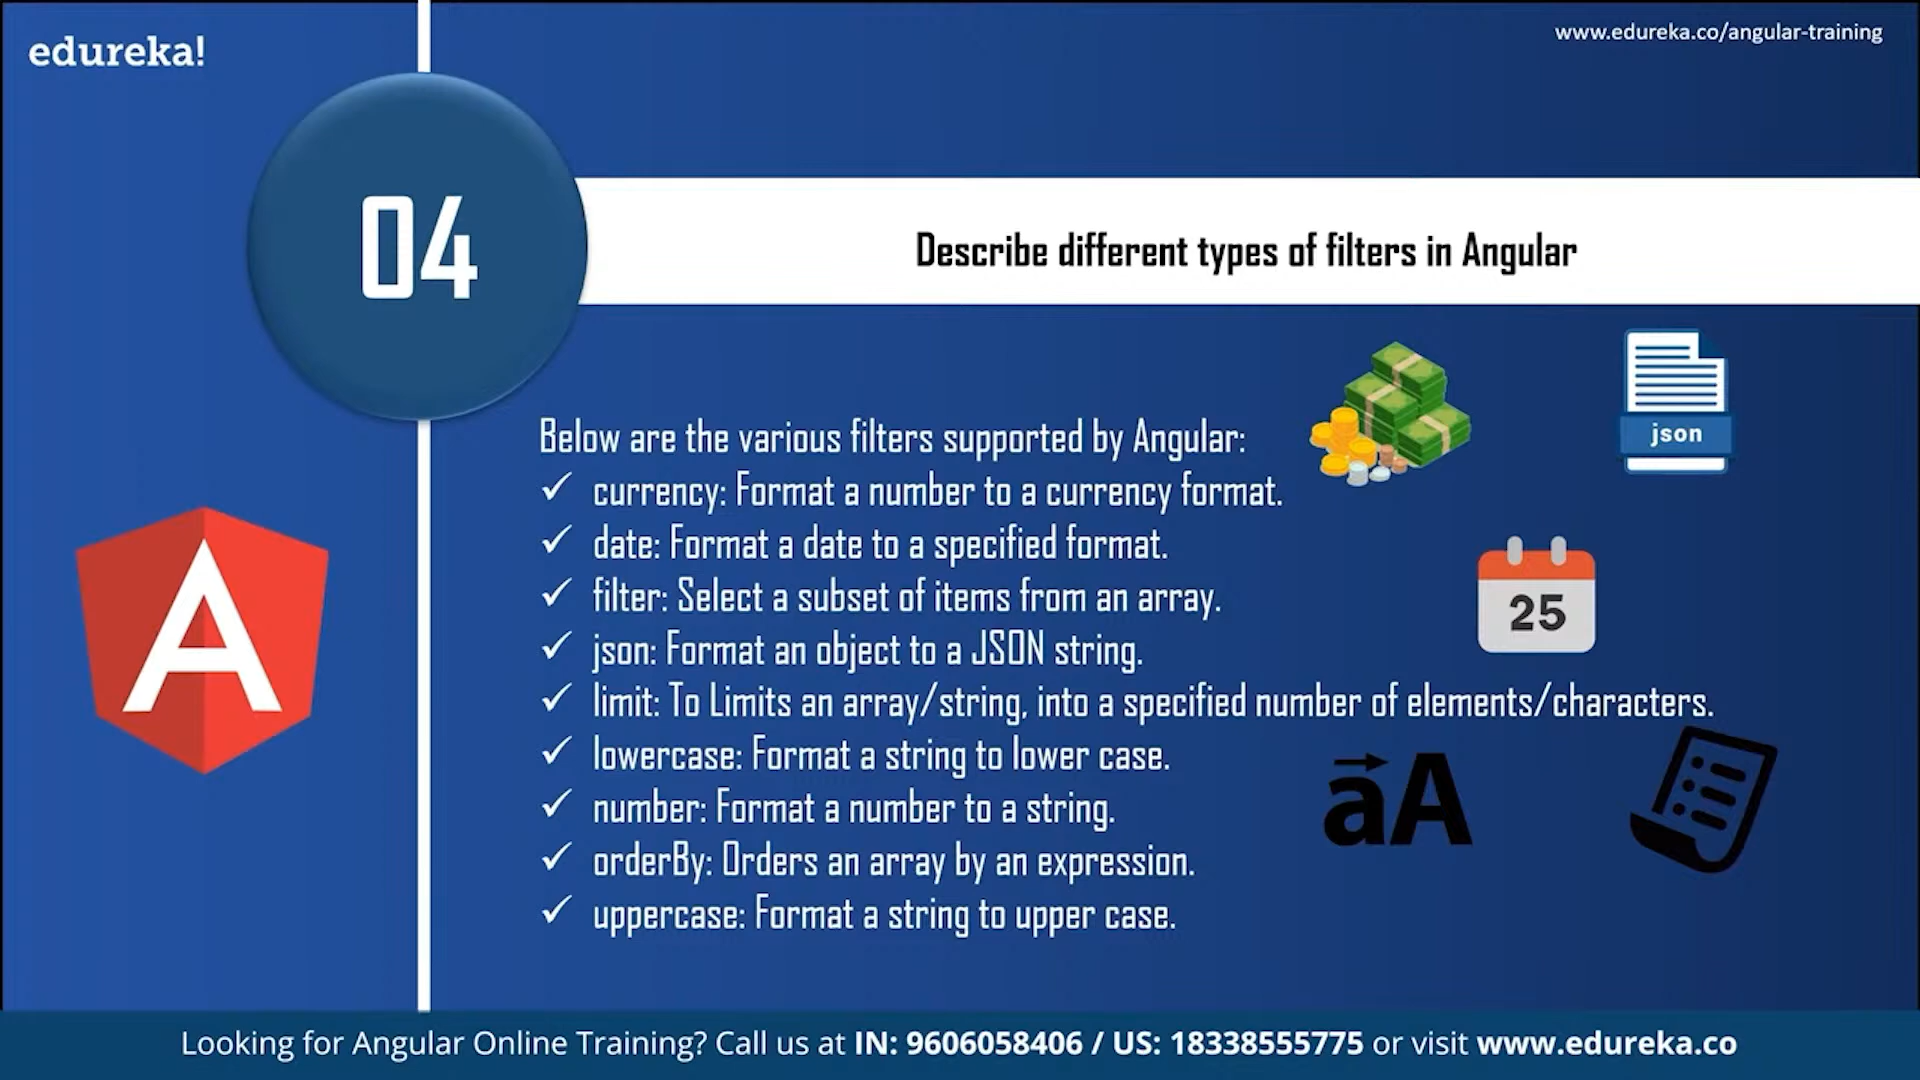 edureka!
www.edureka.co/angular-training
04
Describe different types of filters in Angular
json
Below are the various filters supported by Angular:
✓ currency: Format a number to a currency format.
✓ date: Format a date to a specified format.
✓ filter: Select a subset of items from an array.
25
✓ json: Format an object to a JSON string.
✓ limit: To Limits an array/string, into a specified number of elements/characters.
✓ lowercase: Format a string to lower case.
✓ number: Format a number to a string.
aA
✓ orderBy: Orders an array by an expression.
✓ uppercase: Format a string to upper case.
A
Looking for Angular Online Training? Call us at IN: 9606058406 / US: 18338555775 or visit www.edureka.co